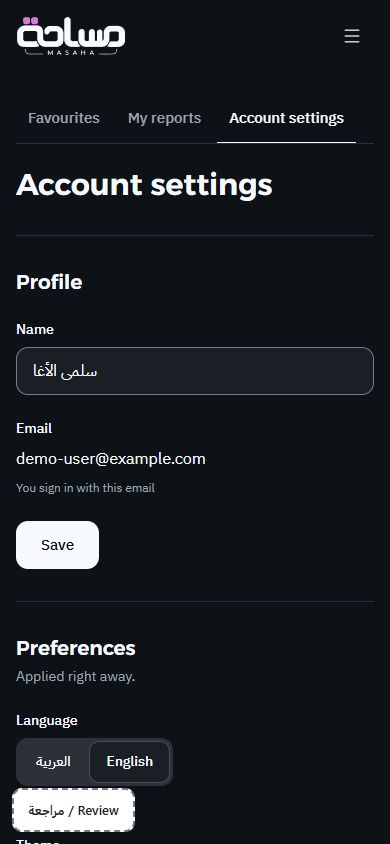 مساحة
MASAHA
Favourites
My reports
Account settings
Account settings
Profile
Name
سلمى الأغا
Email
demo-user@example.com
You sign in with this email
Save
Preferences
Applied right away.
Language
العربية
English
مراجعة / Review
Theme